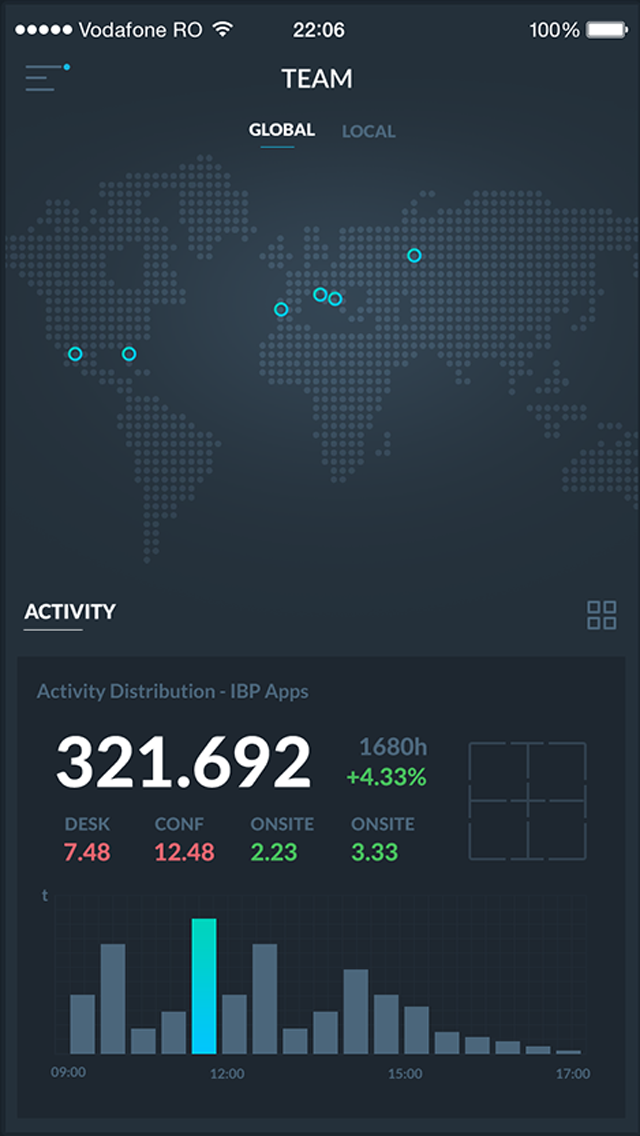 Vodafone RO 22:06 100%
TEAM
GLOBAL LOCAL
ACTIVITY
Activity Distribution - IBP Apps
321.692 1680h
+4.33%
DESK CONF ONSITE ONSITE
7.48 12.48 2.23 3.33
t
09:00 12:00 15:00 17:00